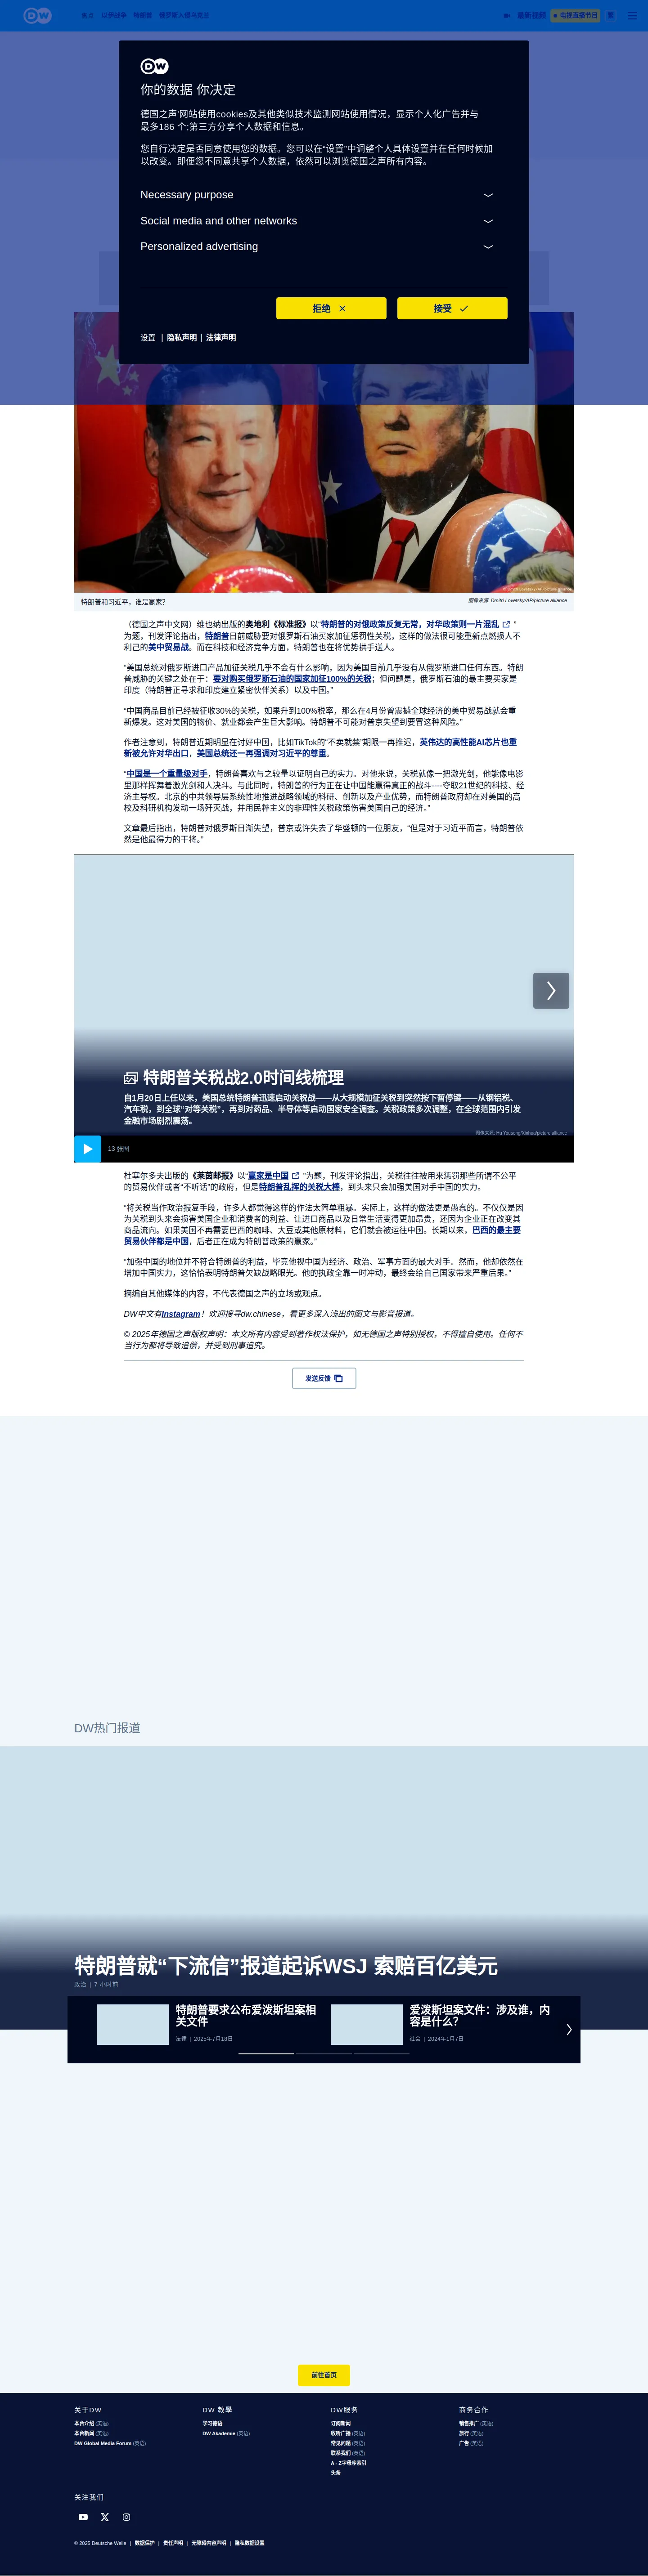 DW
焦点
以伊战争
特朗普
俄罗斯入侵乌克兰
最新视频
电视直播节目
繁
DW
你的数据 你决定
德国之声'网站使用cookies及其他类似技术监测网站使用情况，显示个人化广告并与
最多186 个;第三方分享个人数据和信息。
您自行决定是否同意使用您的数据。您可以在“设置”中调整个人具体设置并在任何时候加
以改变。即便您不同意共享个人数据，依然可以浏览德国之声所有内容。
Necessary purpose
Social media and other networks
Personalized advertising
拒绝
接受
设置 | 隐私声明 | 法律声明
特朗普和习近平，谁是赢家?
图像来源: Dmitri Lovetsky/AP/picture alliance
（德国之声中文网）维也纳出版的奥地利《标准报》以“特朗普的对俄政策反复无常，对华政策则一片混乱 ”
为题，刊发评论指出，特朗普日前威胁要对俄罗斯石油买家加征惩罚性关税，这样的做法很可能重新点燃损人不
利己的美中贸易战。而在科技和经济竞争方面，特朗普也在将优势拱手送人。
“美国总统对俄罗斯进口产品加征关税几乎不会有什么影响，因为美国目前几乎没有从俄罗斯进口任何东西。特朗
普威胁的关键之处在于：要对购买俄罗斯石油的国家加征100%的关税；但问题是，俄罗斯石油的最主要买家是
印度（特朗普正寻求和印度建立紧密伙伴关系）以及中国。”
“中国商品目前已经被征收30%的关税，如果升到100%税率，那么在4月份曾震撼全球经济的美中贸易战就会重
新爆发。这对美国的物价、就业都会产生巨大影响。特朗普不可能对普京失望到要冒这种风险。”
作者注意到，特朗普近期明显在讨好中国，比如TikTok的“不卖就禁”期限一再推迟，英伟达的高性能AI芯片也重
新被允许对华出口，美国总统还一再强调对习近平的尊重。
“中国是一个重量级对手，特朗普喜欢与之较量以证明自己的实力。对他来说，关税就像一把激光剑，他能像电影
里那样挥舞着激光剑和人决斗。与此同时，特朗普的行为正在让中国能赢得真正的战斗----夺取21世纪的科技、经
济主导权。北京的中共领导层系统性地推进战略领域的科研、创新以及产业优势，而特朗普政府却在对美国的高
校及科研机构发动一场歼灭战，并用民粹主义的非理性关税政策伤害美国自己的经济。”
文章最后指出，特朗普对俄罗斯日渐失望，普京或许失去了华盛顿的一位朋友，“但是对于习近平而言，特朗普依
然是他最得力的干将。”
特朗普关税战2.0时间线梳理
自1月20日上任以来，美国总统特朗普迅速启动关税战——从大规模加征关税到突然按下暂停键——从钢铝税、
汽车税，到全球“对等关税”，再到对药品、半导体等启动国家安全调查。关税政策多次调整，在全球范围内引发
金融市场剧烈震荡。
图像来源: Hu Yousong/Xinhua/picture alliance
13 张图
杜塞尔多夫出版的《莱茵邮报》以“赢家是中国 ”为题，刊发评论指出，关税往往被用来惩罚那些所谓不公平
的贸易伙伴或者“不听话”的政府，但是特朗普乱挥的关税大棒，到头来只会加强美国对手中国的实力。
“将关税当作政治报复手段，许多人都觉得这样的作法太简单粗暴。实际上，这样的做法更是愚蠢的。不仅仅是因
为关税到头来会损害美国企业和消费者的利益、让进口商品以及日常生活变得更加昂贵，还因为企业正在改变其
商品流向。如果美国不再需要巴西的咖啡、大豆或其他原材料，它们就会被运往中国。长期以来，巴西的最主要
贸易伙伴都是中国，后者正在成为特朗普政策的赢家。”
“加强中国的地位并不符合特朗普的利益，毕竟他视中国为经济、政治、军事方面的最大对手。然而，他却依然在
增加中国实力，这恰恰表明特朗普欠缺战略眼光。他的执政全靠一时冲动，最终会给自己国家带来严重后果。”
摘编自其他媒体的内容，不代表德国之声的立场或观点。
DW中文有Instagram！欢迎搜寻dw.chinese，看更多深入浅出的图文与影音报道。
© 2025年德国之声版权声明：本文所有内容受到著作权法保护，如无德国之声特别授权，不得擅自使用。任何不
当行为都将导致追偿，并受到刑事追究。
发送反馈
DW热门报道
特朗普就“下流信”报道起诉WSJ 索赔百亿美元
政治 | 7 小时前
特朗普要求公布爱泼斯坦案相
关文件
法律 | 2025年7月18日
爱泼斯坦案文件：涉及谁，内
容是什么？
社会 | 2024年1月7日
前往首页
关于DW
本台介绍 (英语)
本台新闻 (英语)
DW Global Media Forum (英语)
DW 教學
学习德语
DW Akademie (英语)
DW服务
订阅新闻
收听广播 (英语)
常见问题 (英语)
联系我们 (英语)
A - Z字母停索引
头条
商务合作
销售推广 (英语)
旅行 (英语)
广告 (英语)
关注我们
© 2025 Deutsche Welle | 数据保护 | 责任声明 | 无障碍内容声明 | 隐私数据设置